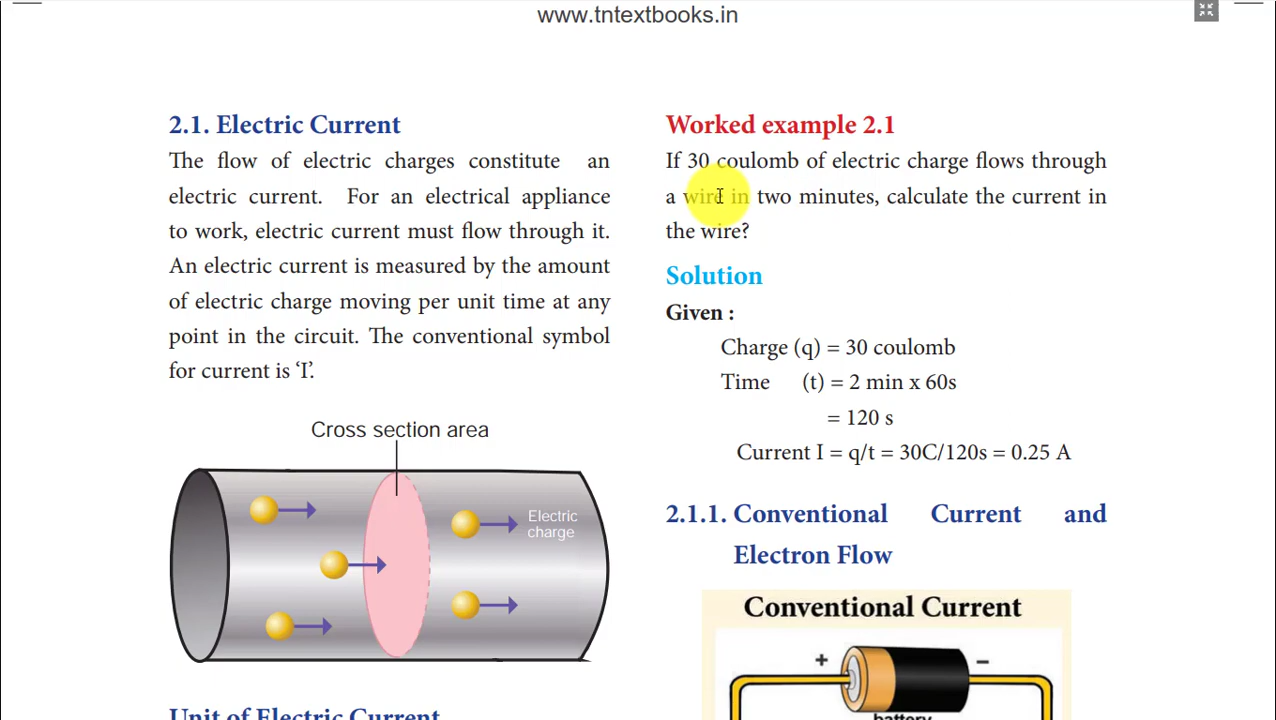 www.tntextbooks.in
2.1. Electric Current
The flow of electric charges constitute an
electric current. For an electrical appliance
to work, electric current must flow through it.
An electric current is measured by the amount
of electric charge moving per unit time at any
point in the circuit. The conventional symbol
for current is ‘I’.
Cross section area
Electric
charge
Unit of Electric Current
Worked example 2.1
If 30 coulomb of electric charge flows through
a wire in two minutes, calculate the current in
the wire?
Solution
Given :
Charge (q) = 30 coulomb
Time (t) = 2 min x 60s
= 120 s
Current I = q/t = 30C/120s = 0.25 A
2.1.1. Conventional Current and
Electron Flow
Conventional Current
+ −
battery